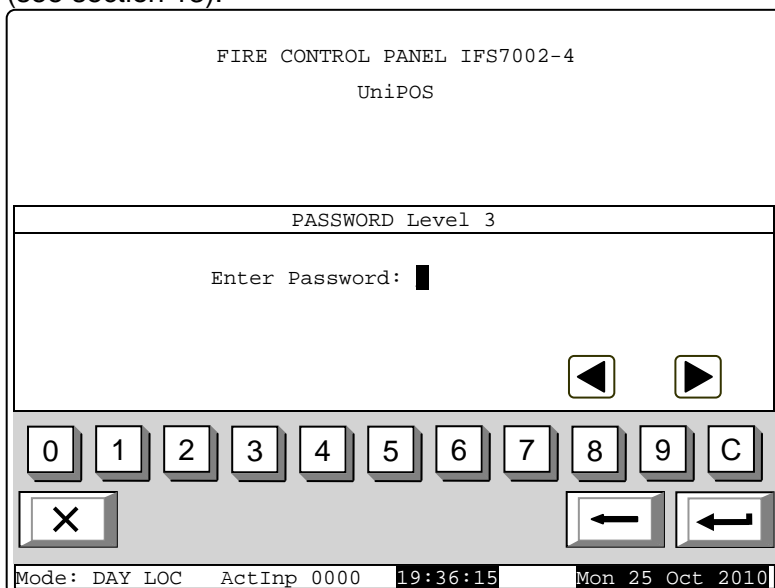 FIRE CONTROL PANEL IFS7002-4
UniPOS
PASSWORD Level 3
Enter Password:
0 1 2 3 4 5 6 7 8 9 C
Mode: DAY LOC ActInp 0000 19:36:15 Mon 25 Oct 2010